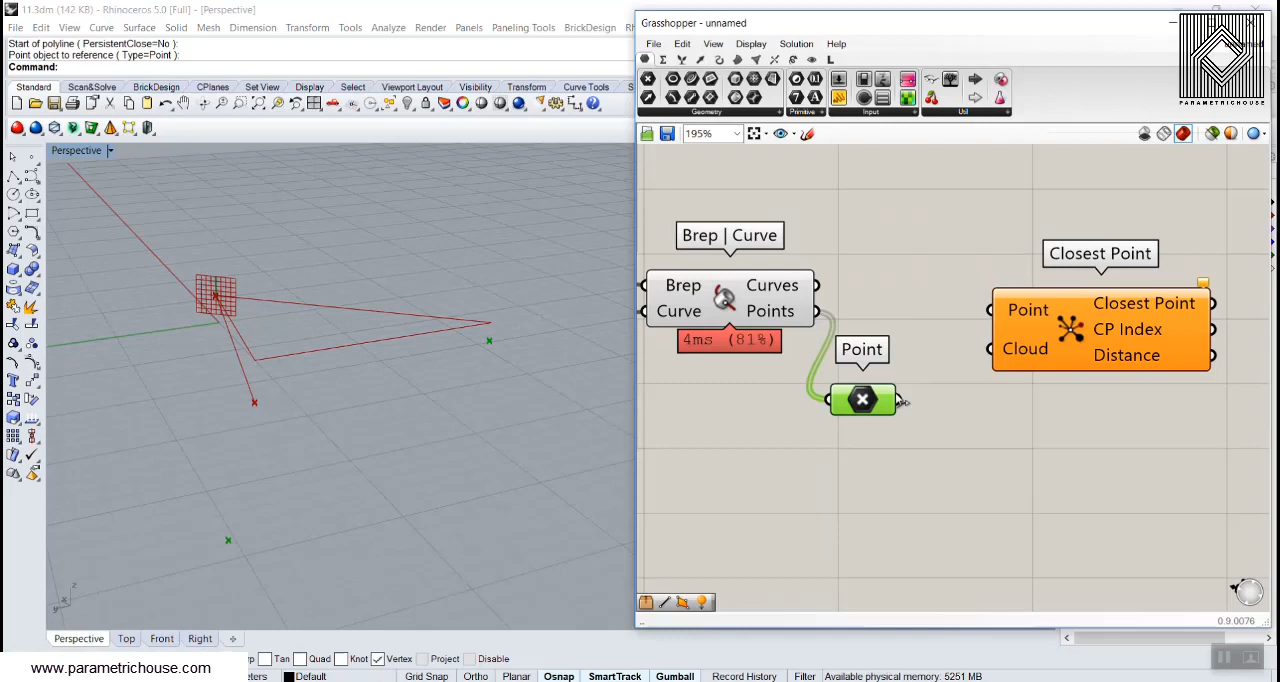 11.3dm (142 KB) - Rhinoceros 5.0 [Full] - [Perspective]
File Edit View Curve Surface Solid Mesh Dimension Transform Tools Analyze Render Panels Paneling Tools BrickDesign
Start of polyline ( PersistentClose=No ):
Point object to reference ( Type=Point ):
Command:
Standard Scan&Solve BrickDesign CPlanes Set View Display Select Viewport Layout Visibility Transform Curve Tools
Perspective
z
x
y
Perspective Top Front Right
Tan Quad Knot Vertex Project Disable
Default Grid Snap Ortho Planar Osnap SmartTrack Gumball Record History Filter Available physical memory: 5251 MB
www.parametrichouse.com
Grasshopper - unnamed
File Edit View Display Solution Help
Geometry Primitive Input Util
195%
PARAMETRICHOUSE
Brep | Curve
Brep Curves
Curve Points
4ms (81%)
Point
Closest Point
Point Closest Point
CP Index
Cloud Distance
0.9.0076